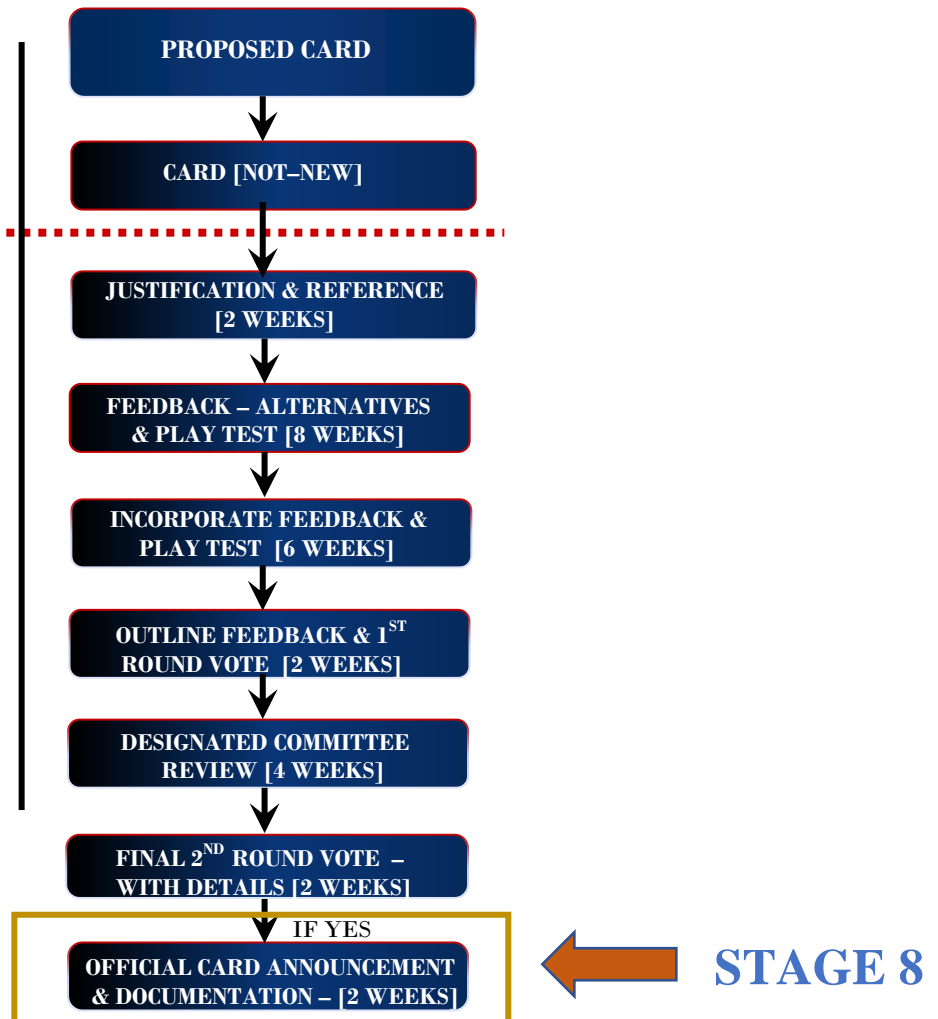 PROPOSED CARD
CARD [NOT–NEW]
JUSTIFICATION & REFERENCE
[2 WEEKS]
FEEDBACK – ALTERNATIVES
& PLAY TEST [8 WEEKS]
INCORPORATE FEEDBACK &
PLAY TEST [6 WEEKS]
OUTLINE FEEDBACK & 1ST
ROUND VOTE [2 WEEKS]
DESIGNATED COMMITTEE
REVIEW [4 WEEKS]
FINAL 2ND ROUND VOTE –
WITH DETAILS [2 WEEKS]
IF YES
OFFICIAL CARD ANNOUNCEMENT
& DOCUMENTATION – [2 WEEKS]
STAGE 8